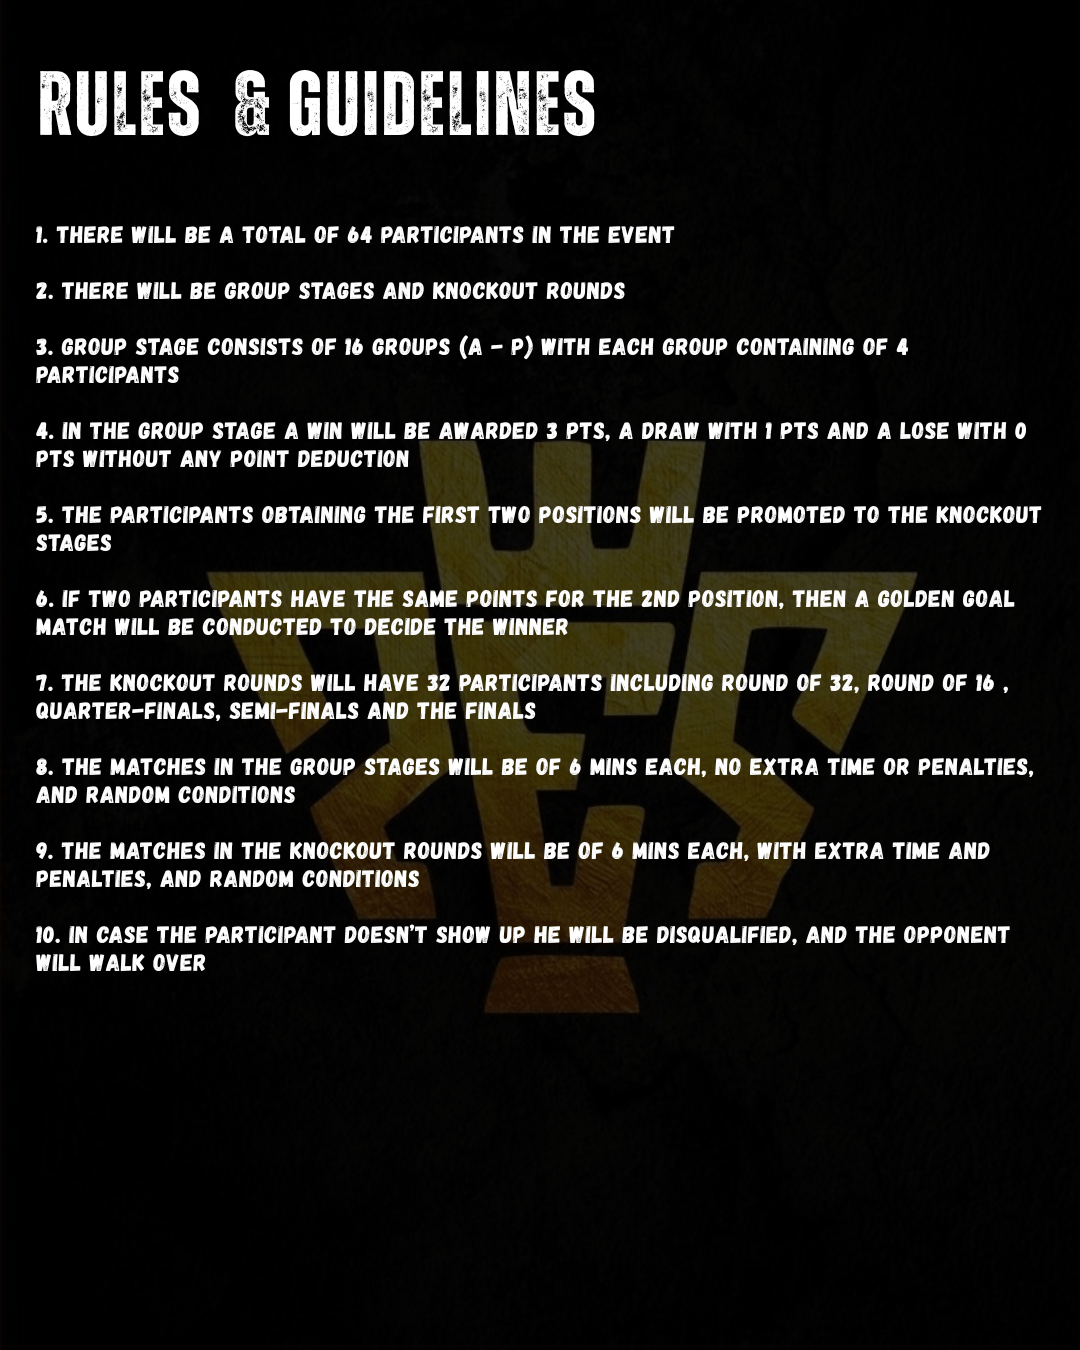 RULES & GUIDELINES
1. THERE WILL BE A TOTAL OF 64 PARTICIPANTS IN THE EVENT
2. THERE WILL BE GROUP STAGES AND KNOCKOUT ROUNDS
3. GROUP STAGE CONSISTS OF 16 GROUPS (A - P) WITH EACH GROUP CONTAINING OF 4
PARTICIPANTS
4. IN THE GROUP STAGE A WIN WILL BE AWARDED 3 PTS, A DRAW WITH 1 PTS AND A LOSE WITH 0
PTS WITHOUT ANY POINT DEDUCTION
5. THE PARTICIPANTS OBTAINING THE FIRST TWO POSITIONS WILL BE PROMOTED TO THE KNOCKOUT
STAGES
6. IF TWO PARTICIPANTS HAVE THE SAME POINTS FOR THE 2ND POSITION, THEN A GOLDEN GOAL
MATCH WILL BE CONDUCTED TO DECIDE THE WINNER
7. THE KNOCKOUT ROUNDS WILL HAVE 32 PARTICIPANTS INCLUDING ROUND OF 32, ROUND OF 16 ,
QUARTER-FINALS, SEMI-FINALS AND THE FINALS
8. THE MATCHES IN THE GROUP STAGES WILL BE OF 6 MINS EACH, NO EXTRA TIME OR PENALTIES,
AND RANDOM CONDITIONS
9. THE MATCHES IN THE KNOCKOUT ROUNDS WILL BE OF 6 MINS EACH, WITH EXTRA TIME AND
PENALTIES, AND RANDOM CONDITIONS
10. IN CASE THE PARTICIPANT DOESN'T SHOW UP HE WILL BE DISQUALIFIED, AND THE OPPONENT
WILL WALK OVER